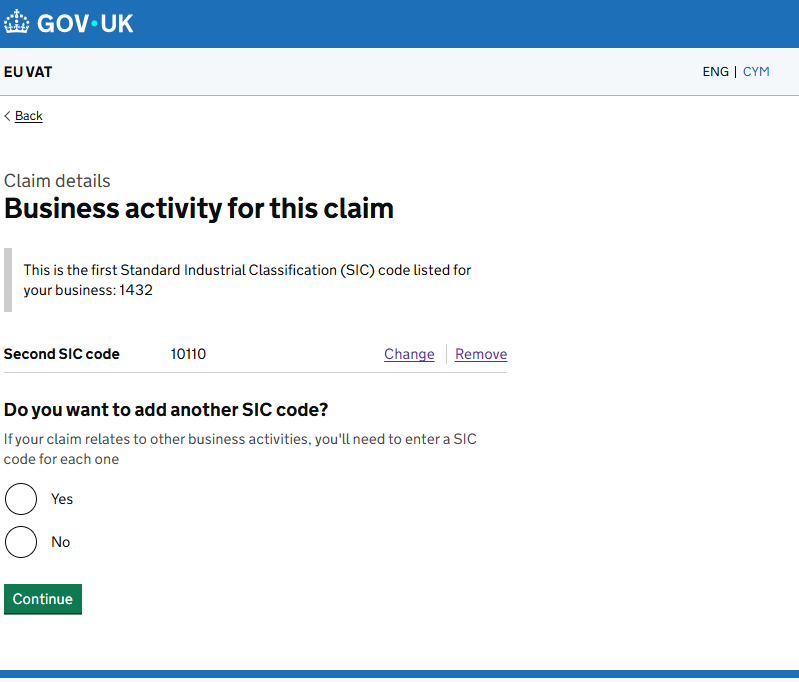 GOV•UK
EU VAT
ENG | CYM
Back
Claim details
Business activity for this claim
This is the first Standard Industrial Classification (SIC) code listed for
your business: 1432
Second SIC code 10110 Change Remove
Do you want to add another SIC code?
If your claim relates to other business activities, you'll need to enter a SIC
code for each one
Yes
No
Continue